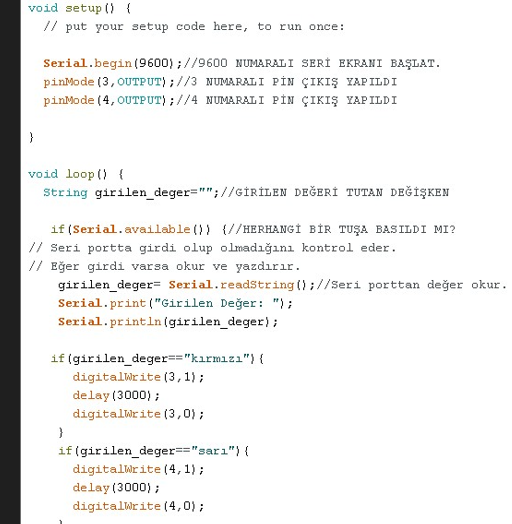 void setup() {
// put your setup code here, to run once:
Serial.begin(9600);//9600 NUMARALI SERİ EKRANI BAŞLAT.
pinMode(3,OUTPUT);//3 NUMARALI PİN ÇIKIŞ YAPILDI
pinMode(4,OUTPUT);//4 NUMARALI PİN ÇIKIŞ YAPILDI
}
void loop() {
String girilen_deger="";//GİRİLEN DEĞERİ TUTAN DEĞİŞKEN
if(Serial.available()) {//HERHANGİ BİR TUŞA BASILDI MI?
// Seri portta girdi olup olmadığını kontrol eder.
// Eğer girdi varsa okur ve yazdırır.
girilen_deger= Serial.readString();//Seri porttan değer okur.
Serial.print("Girilen Değer: ");
Serial.println(girilen_deger);
if(girilen_deger=="kırmızı"){
digitalWrite(3,1);
delay(3000);
digitalWrite(3,0);
}
if(girilen_deger=="sarı"){
digitalWrite(4,1);
delay(3000);
digitalWrite(4,0);
}